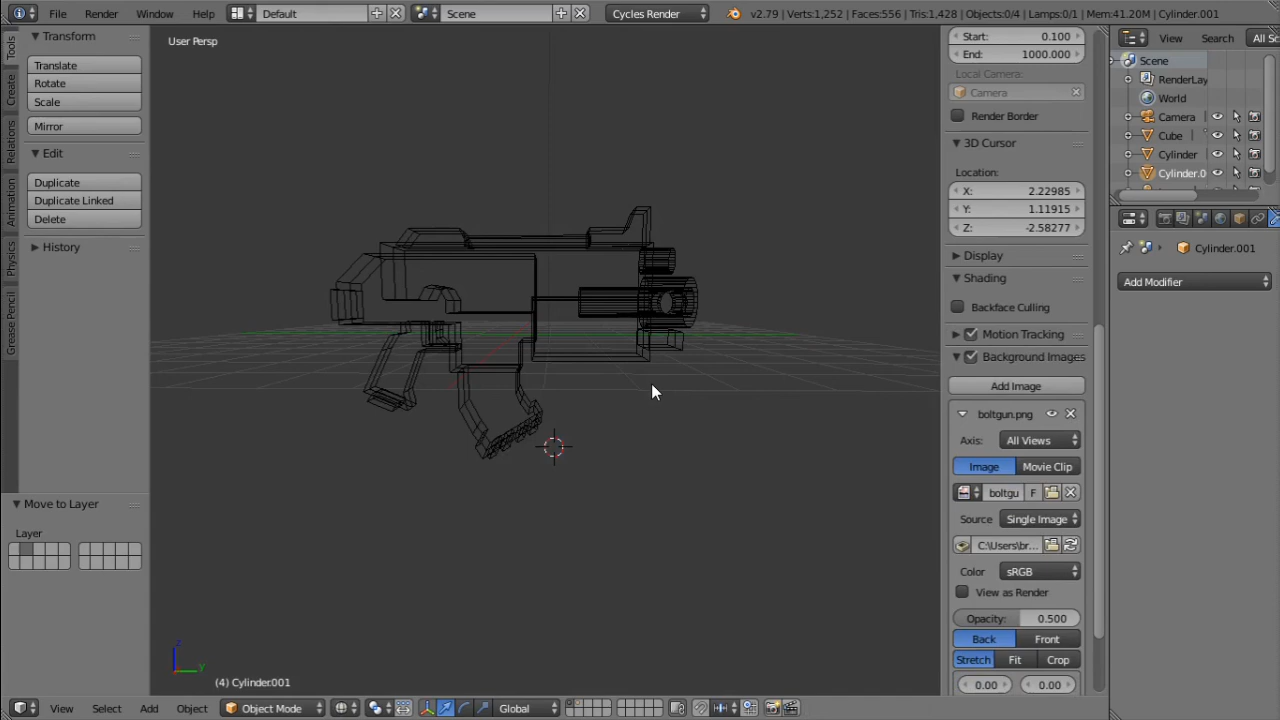 File Render Window Help Default Scene Cycles Render v2.79 | Verts:1,252 | Faces:556 | Tris:1,428 | Objects:0/4 | Lamps:0/1 | Mem:41.20M | Cylinder.001
Tools
Create
Relations
Animation
Physics
Grease Pencil
Transform
Translate
Rotate
Scale
Mirror
Edit
Duplicate
Duplicate Linked
Delete
History
Move to Layer
Layer
User Persp
z
y
(4) Cylinder.001
Start: 0.100
End: 1000.000
Local Camera:
Camera
Render Border
3D Cursor
Location:
X: 2.22985
Y: 1.11915
Z: -2.58277
Display
Shading
Backface Culling
Motion Tracking
Background Images
Add Image
boltgun.png
Axis: All Views
Image Movie Clip
boltgu F
Source Single Image
C:\Users\br...
Color sRGB
View as Render
Opacity: 0.500
Back Front
Stretch Fit Crop
0.00 0.00
View Search All Sc
Scene
RenderLay
World
Camera
Cube
Cylinder
Cylinder.0
Cylinder.001
Add Modifier
View Select Add Object Object Mode Global